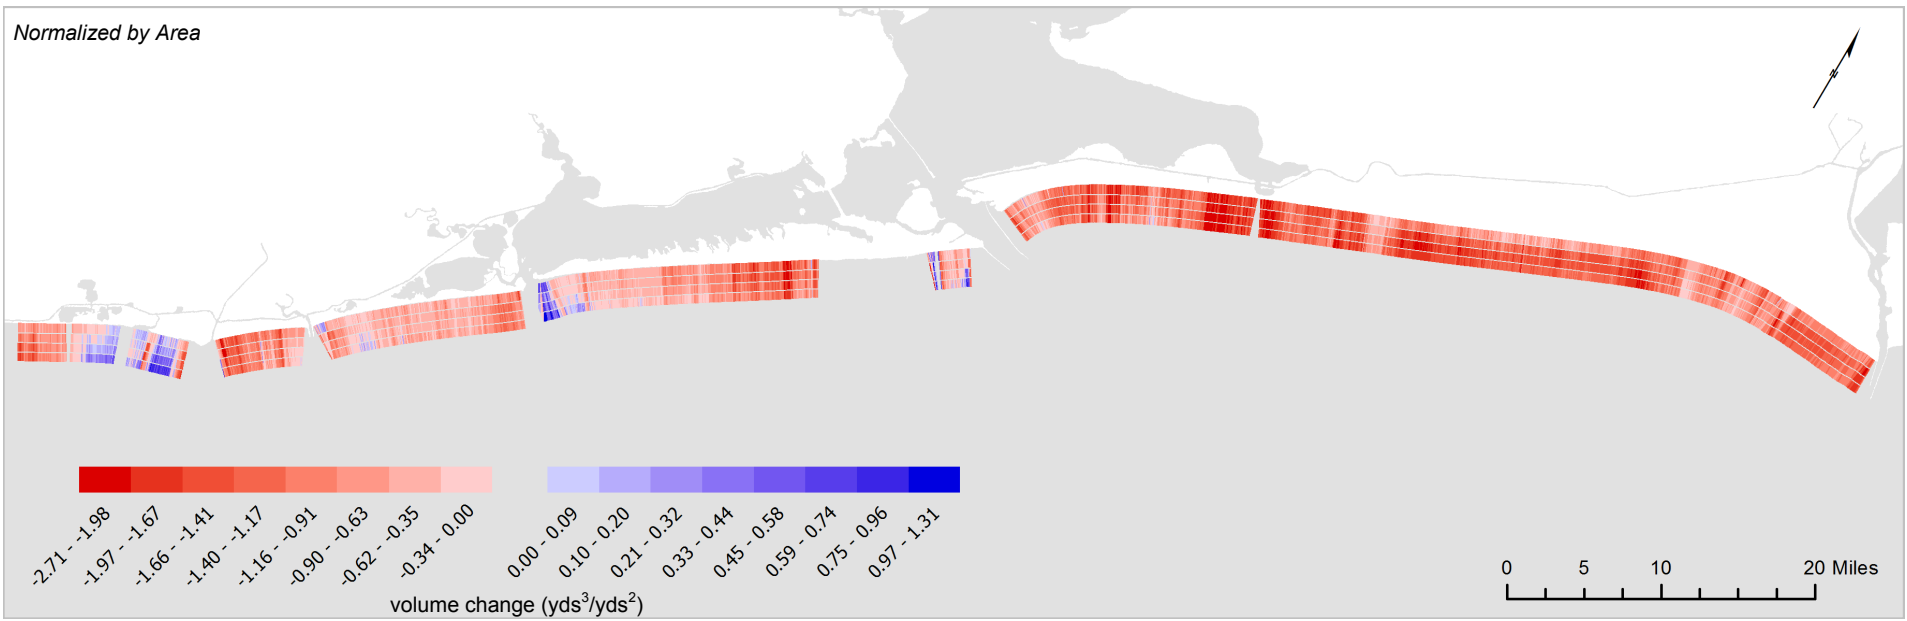 Normalized by Area
N
-2.71 - -1.98
-1.97 - -1.67
-1.66 - -1.41
-1.40 - -1.17
-1.16 - -0.91
-0.90 - -0.63
-0.62 - -0.35
-0.34 - 0.00
0.00 - 0.09
0.10 - 0.20
0.21 - 0.32
0.33 - 0.44
0.45 - 0.58
0.59 - 0.74
0.75 - 0.96
0.97 - 1.31
volume change (yds³/yds²)
0 5 10 20 Miles